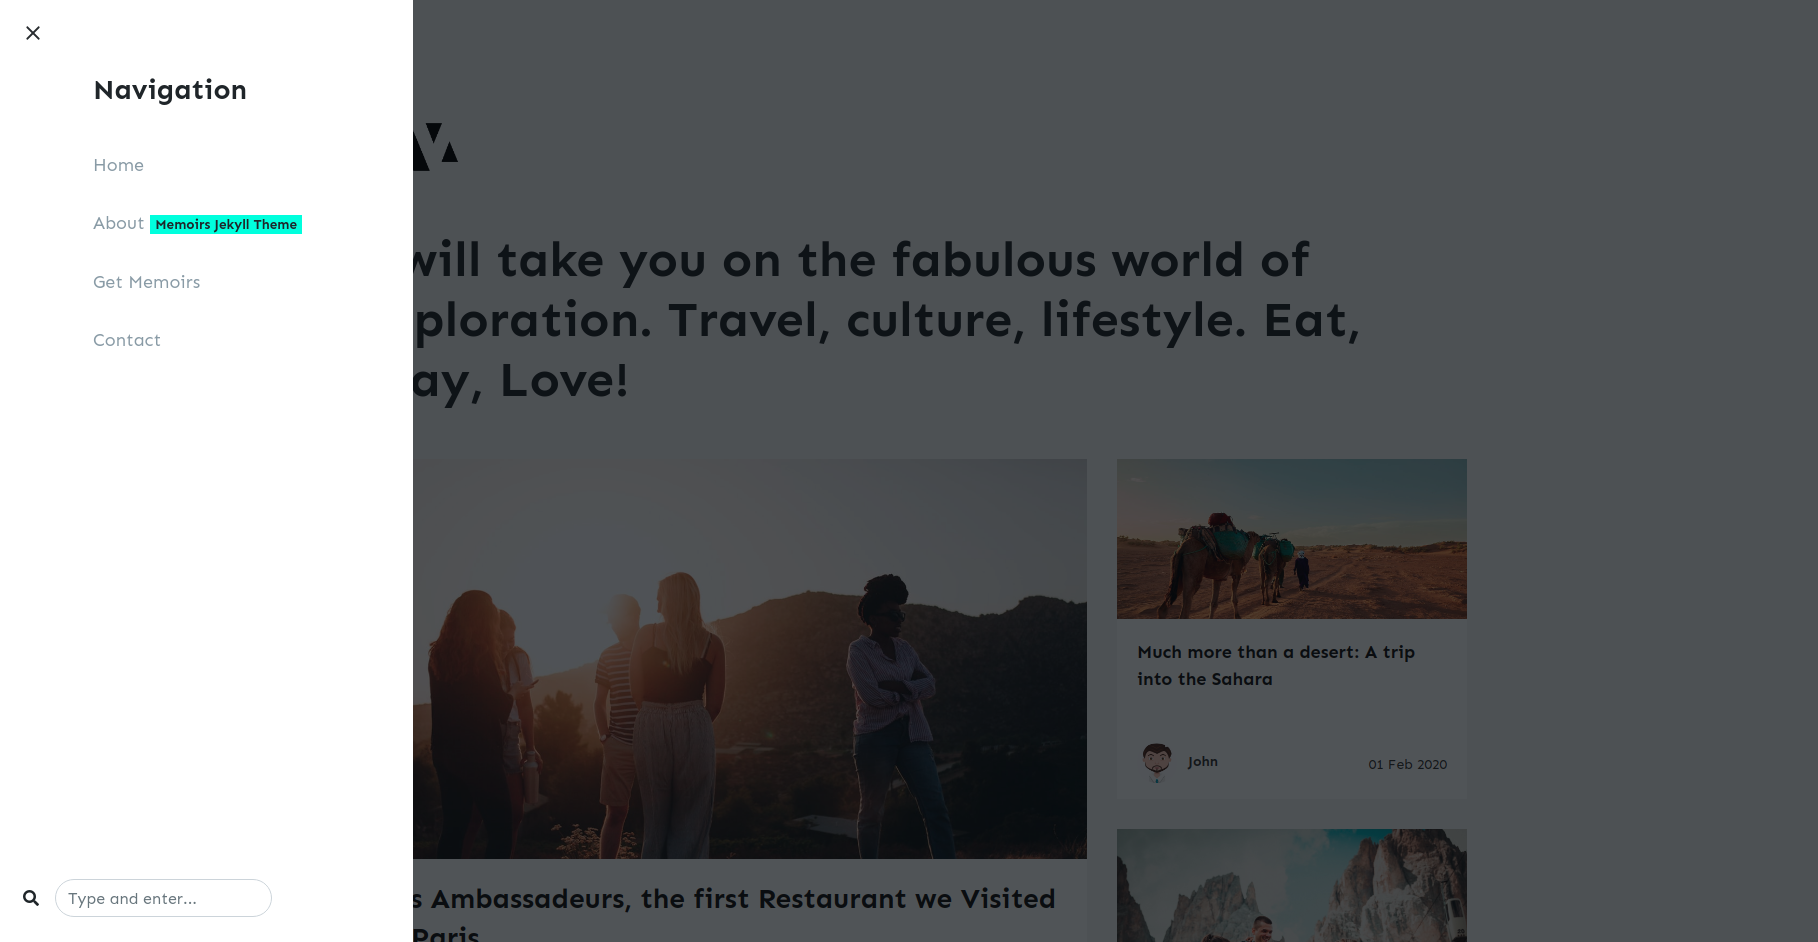 Navigation
Home
About Memoirs Jekyll Theme
Get Memoirs
Contact
Type and enter...
will take you on the fabulous world of
ploration. Travel, culture, lifestyle. Eat,
ay, Love!
Much more than a desert: A trip
into the Sahara
John
01 Feb 2020
s Ambassadeurs, the first Restaurant we Visited
Paris